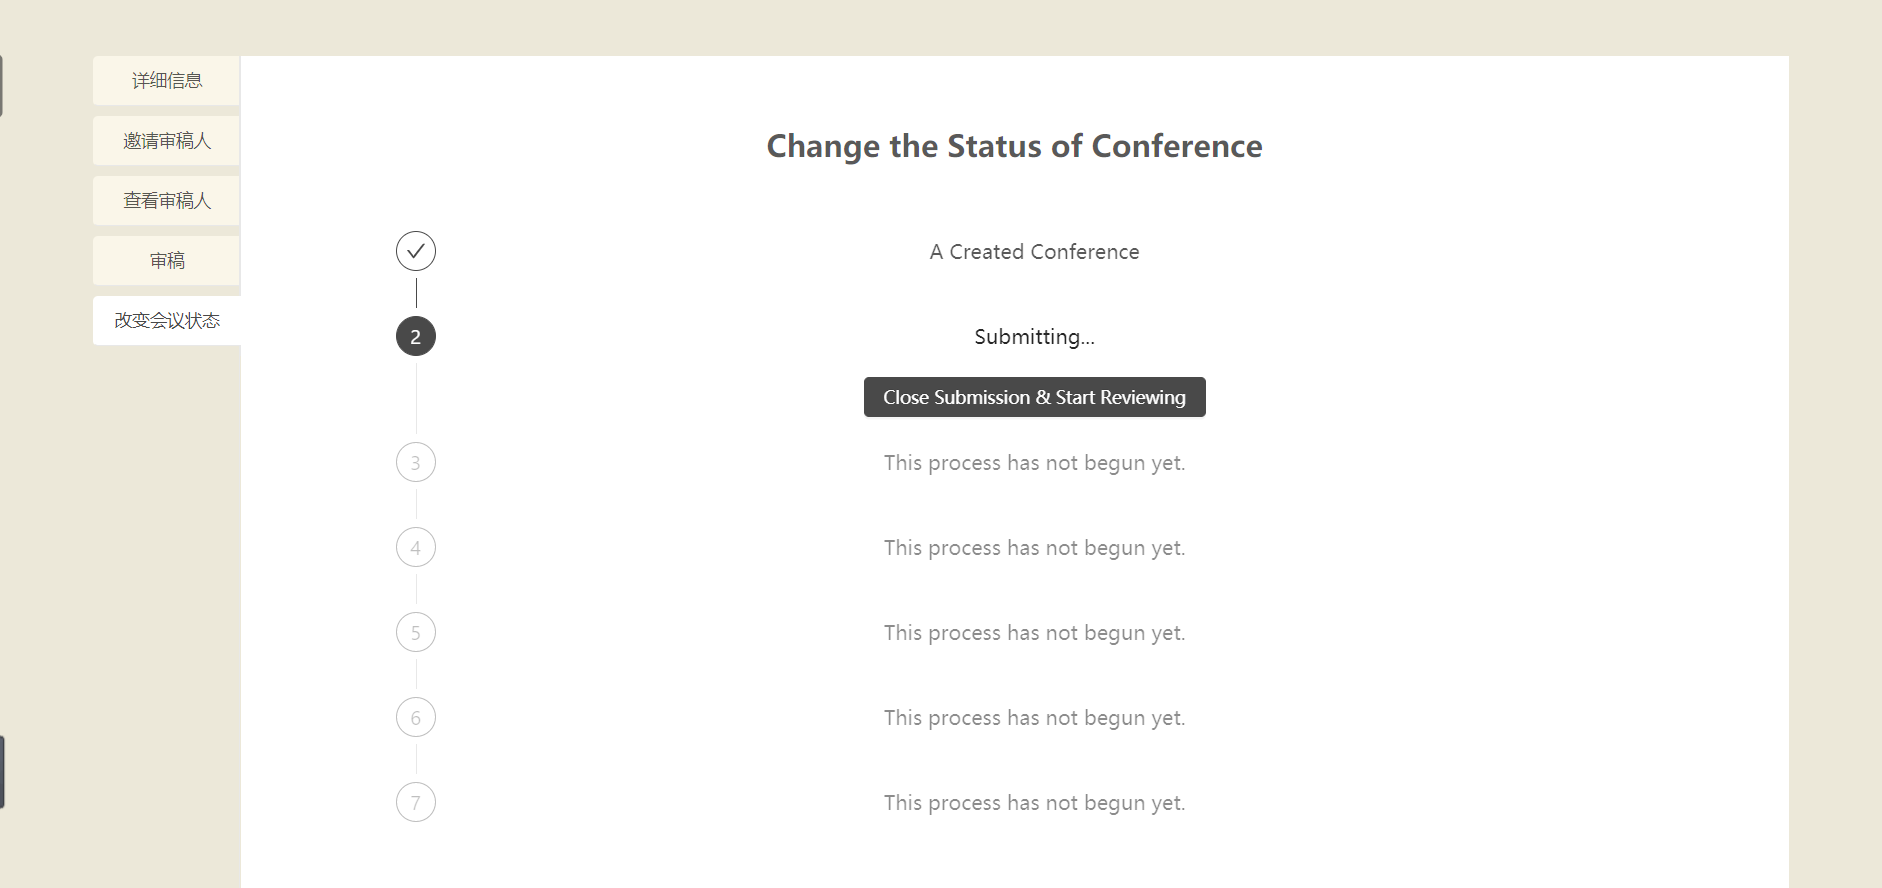 详细信息
邀请审稿人
查看审稿人
审稿
改变会议状态
Change the Status of Conference
A Created Conference
2
Submitting...
Close Submission & Start Reviewing
3
This process has not begun yet.
4
This process has not begun yet.
5
This process has not begun yet.
6
This process has not begun yet.
7
This process has not begun yet.